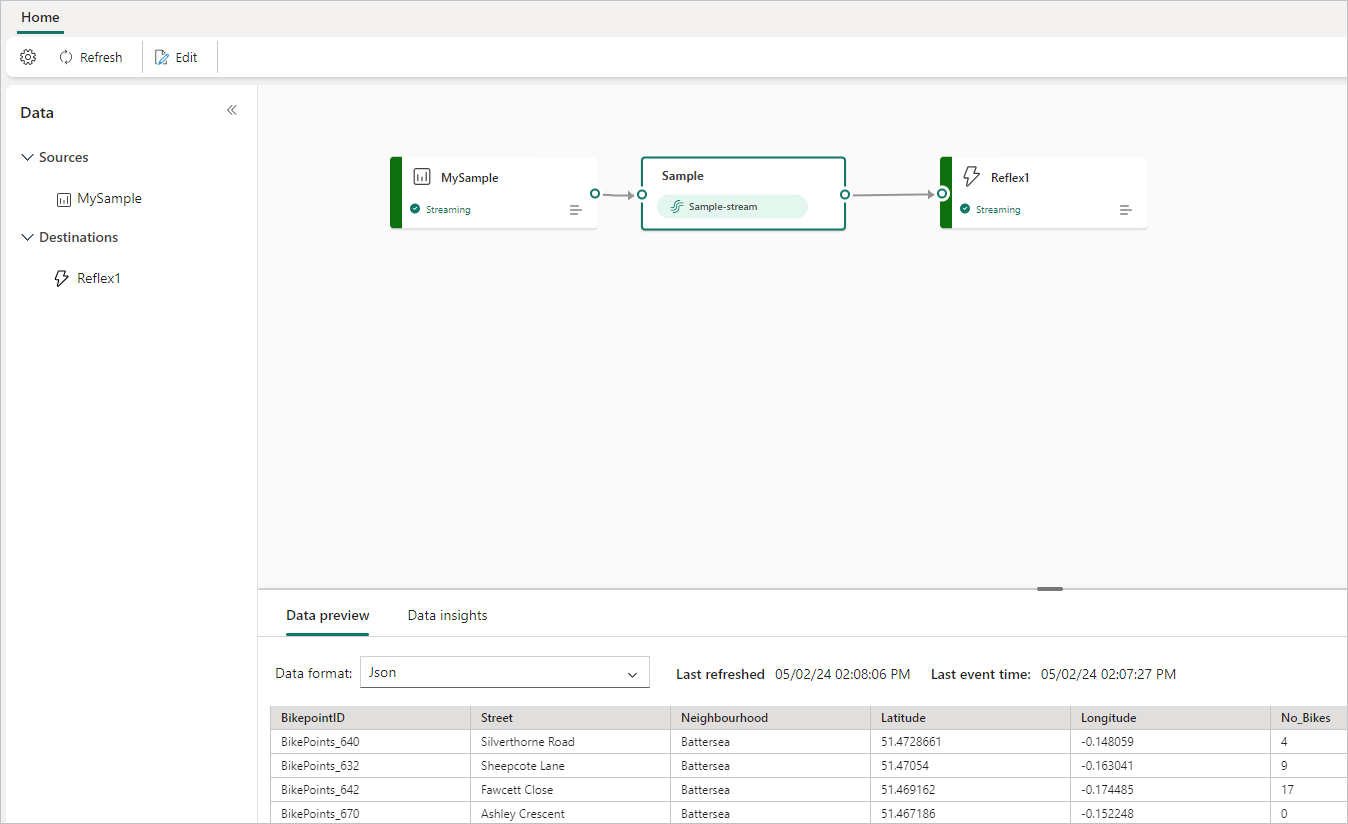 Home
Refresh
Edit
Data
Sources
MySample
Destinations
Reflex1
MySample
Streaming
Sample
Sample-stream
Reflex1
Streaming
Data preview
Data insights
Data format: Json
Last refreshed 05/02/24 02:08:06 PM Last event time: 05/02/24 02:07:27 PM
BikepointID Street Neighbourhood Latitude Longitude No_Bikes
BikePoints_640 Silverthorne Road Battersea 51.4728661 -0.148059 4
BikePoints_632 Sheepcote Lane Battersea 51.47054 -0.163041 9
BikePoints_642 Fawcett Close Battersea 51.469162 -0.174485 17
BikePoints_670 Ashley Crescent Battersea 51.467186 -0.152248 0